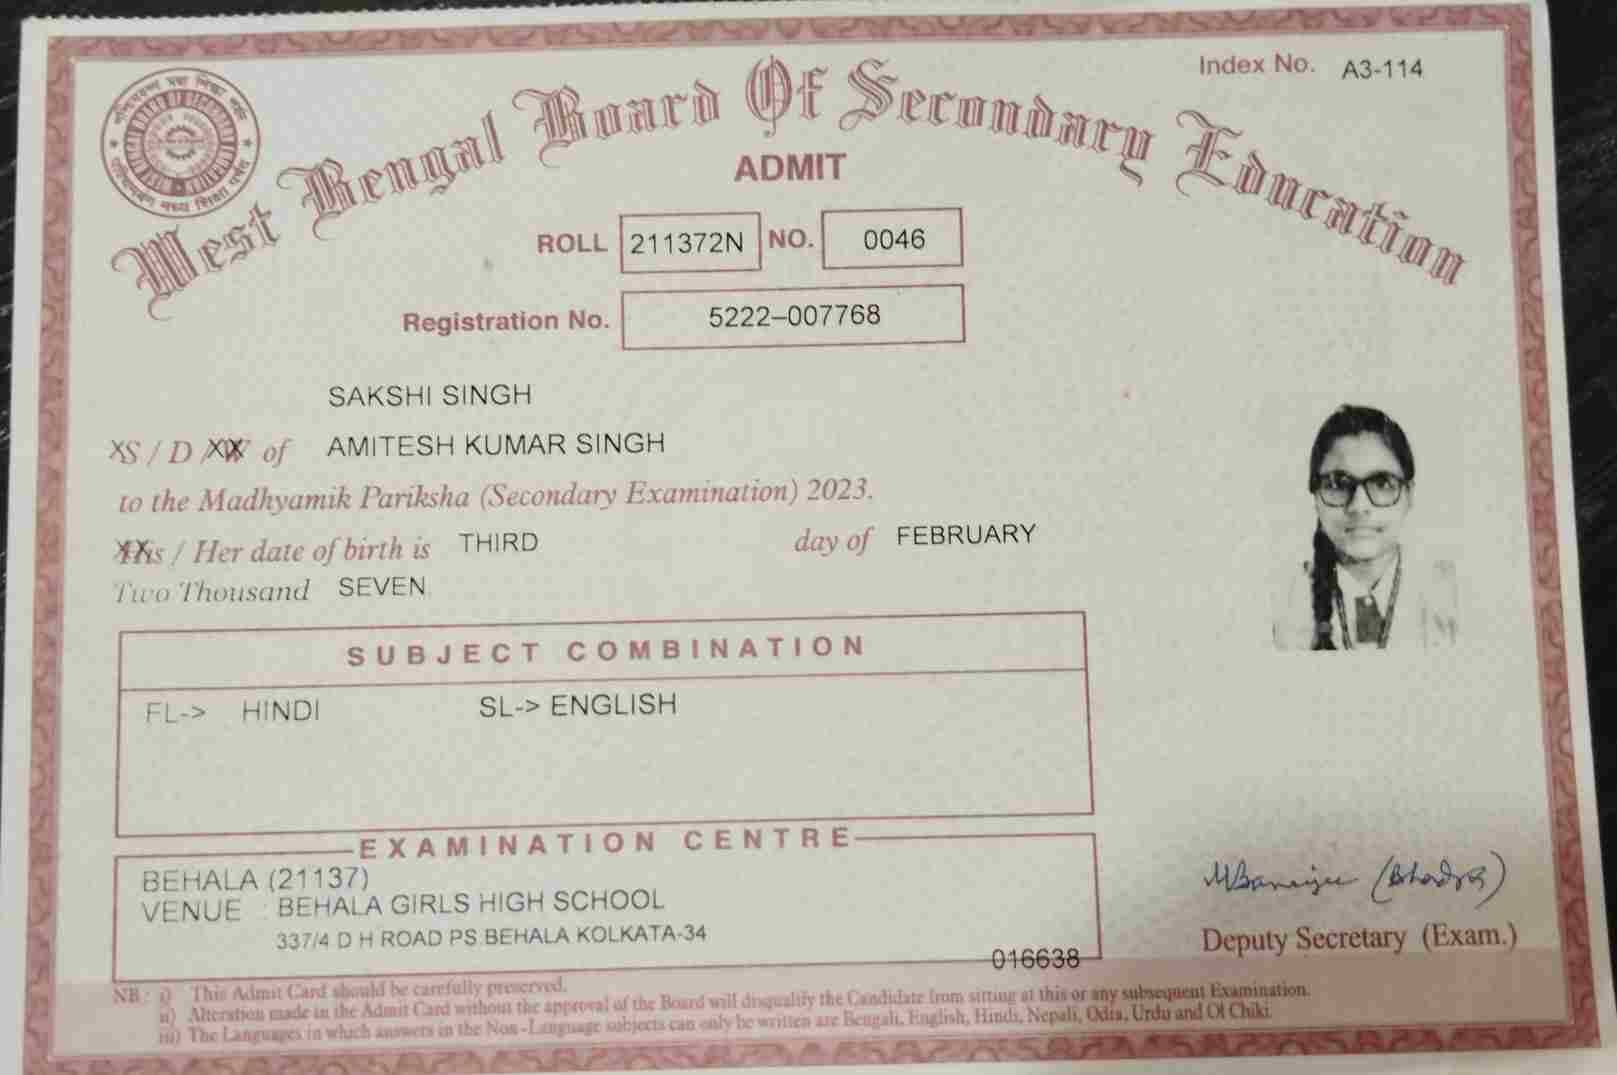 Index No. A3-114
West Bengal Board Of Secondary Education
ADMIT
ROLL 211372N NO. 0046
Registration No. 5222–007768
SAKSHI SINGH
S / D / W of AMITESH KUMAR SINGH
to the Madhyamik Pariksha (Secondary Examination) 2023.
His / Her date of birth is THIRD day of FEBRUARY
Two Thousand SEVEN
SUBJECT COMBINATION
FL-> HINDI SL-> ENGLISH
EXAMINATION CENTRE
BEHALA (21137)
VENUE : BEHALA GIRLS HIGH SCHOOL
337/4 D H ROAD PS BEHALA KOLKATA-34
016638
MBanerjee (Bhadra)
Deputy Secretary (Exam.)
NB : i) This Admit Card should be carefully preserved.
ii) Alteration made in the Admit Card without the approval of the Board will disqualify the Candidate from sitting at this or any subsequent Examination.
iii) The Languages in which answers in the Non-Language subjects can only be written are Bengali, English, Hindi, Nepali, Odia, Urdu and Ol Chiki.